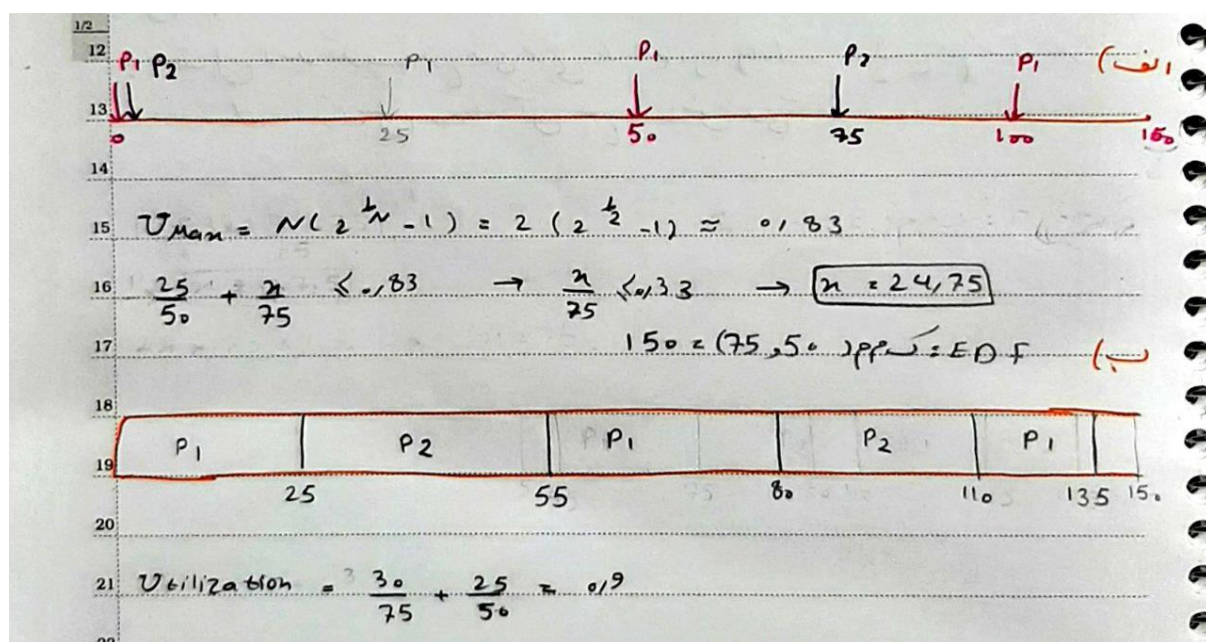 1/2
12
P₁ P₂ P₁ P₁ P₂ P₁ الف)
13
0 25 50 75 100 150
14
15 U Max = N(2^1/N - 1) = 2 (2^1/2 - 1) ≈ 0,83
16 25/50 + x/75 ≤ 0,83 → x/75 ≤ 0,33 → x = 24,75
17 ب) EDF : ک‌م‌م (50 , 75) = 150
18
P₁ P₂ P₁ P₂ P₁
19
25 55 80 110 135 150
20
21 Utilization = 30/75 + 25/50 = 0,9